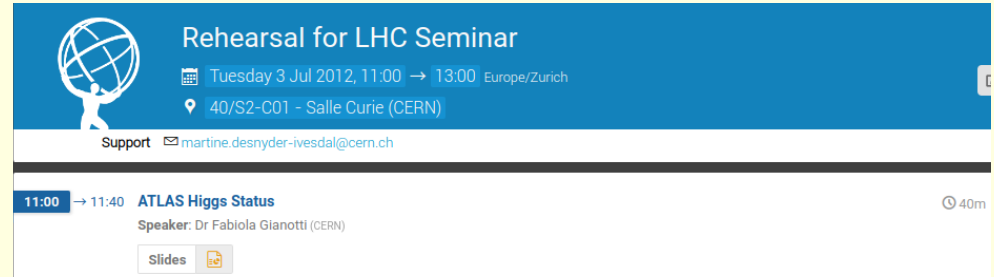 Rehearsal for LHC Seminar
Tuesday 3 Jul 2012, 11:00 → 13:00 Europe/Zurich
40/S2-C01 - Salle Curie (CERN)
Support martine.desnyder-ivesdal@cern.ch
11:00 → 11:40 ATLAS Higgs Status 40m
Speaker: Dr Fabiola Gianotti (CERN)
Slides